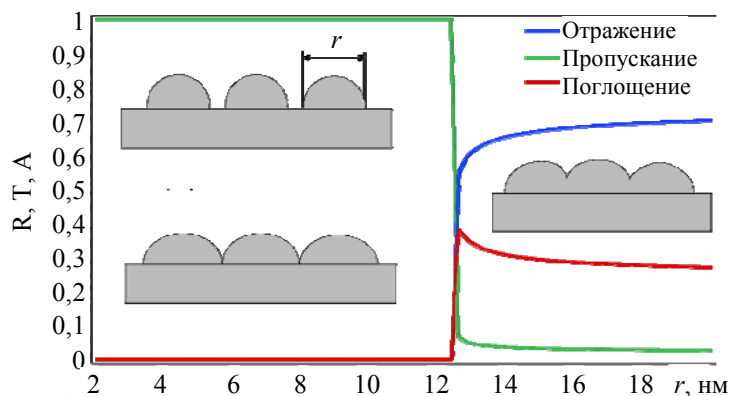 R, T, A
1
0,9
0,8
0,7
0,6
0,5
0,4
0,3
0,2
0,1
0
r
Отражение
Пропускание
Поглощение
2 4 6 8 10 12 14 16 18 r, нм